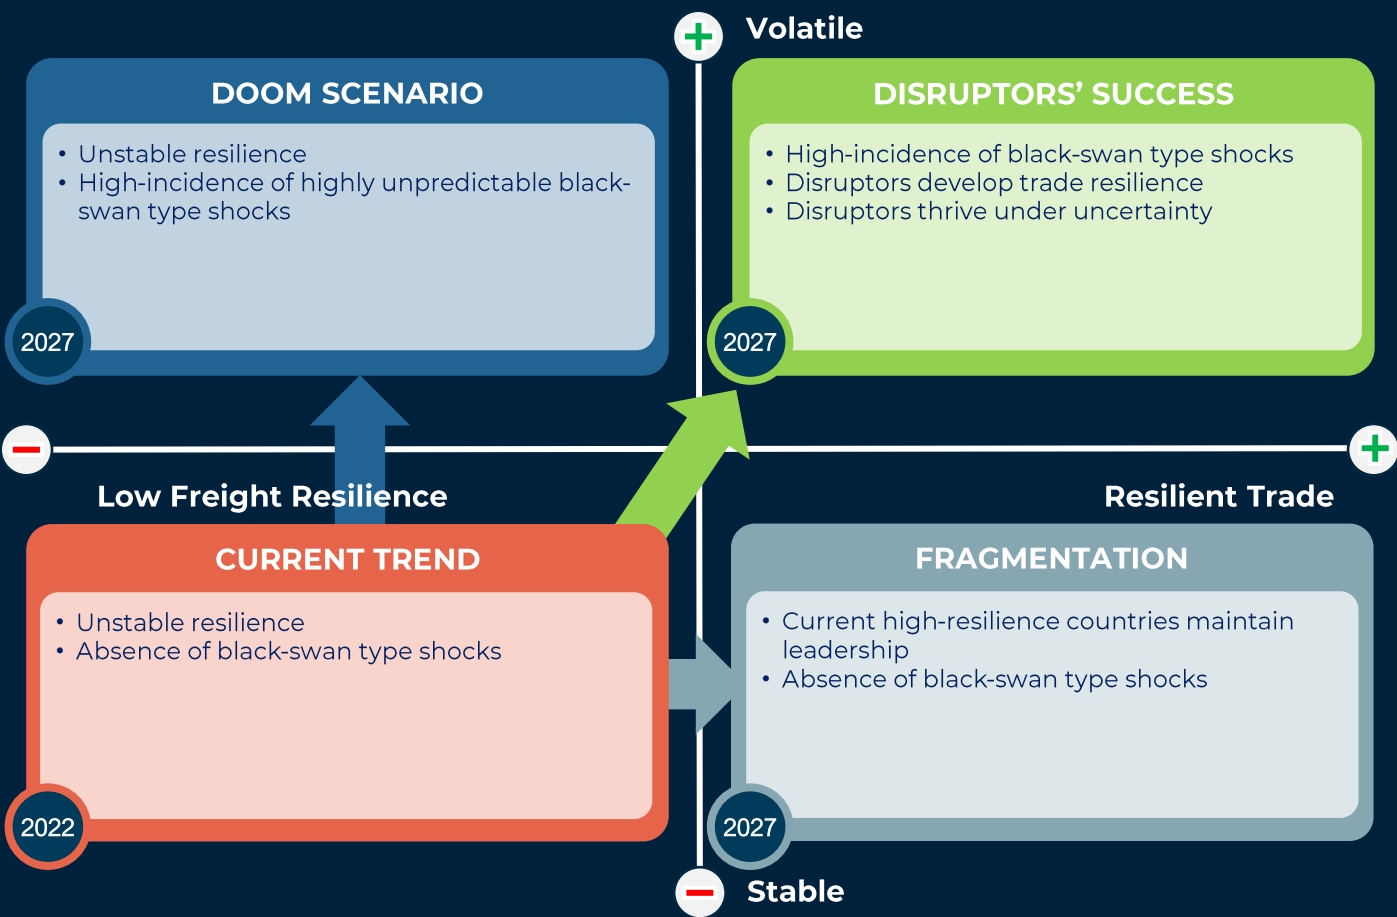 Volatile
DOOM SCENARIO
• Unstable resilience
• High-incidence of highly unpredictable black-
swan type shocks
2027
DISRUPTORS’ SUCCESS
• High-incidence of black-swan type shocks
• Disruptors develop trade resilience
• Disruptors thrive under uncertainty
2027
Low Freight Resilience
Resilient Trade
CURRENT TREND
• Unstable resilience
• Absence of black-swan type shocks
2022
FRAGMENTATION
• Current high-resilience countries maintain
leadership
• Absence of black-swan type shocks
2027
Stable